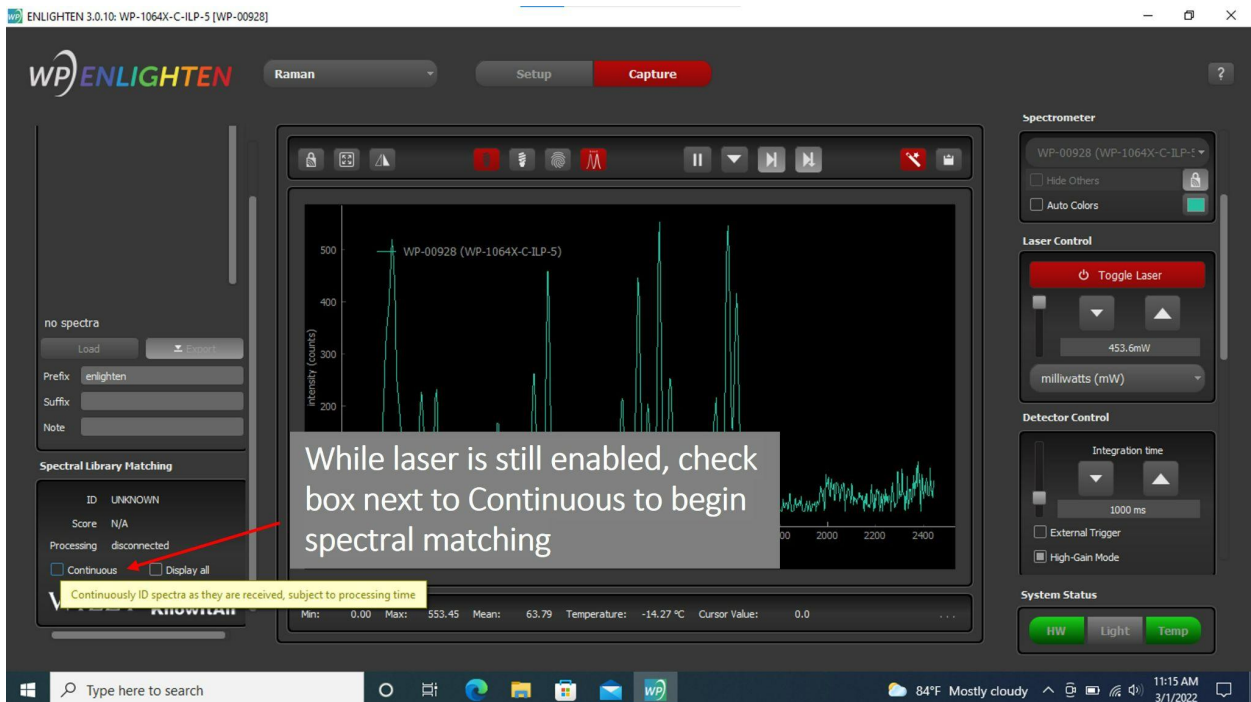 ENLIGHTEN 3.0.10: WP-1064X-C-ILP-5 [WP-00928]
WP ENLIGHTEN
Raman
Setup
Capture
?
no spectra
Load
Export
Prefix enlighten
Suffix
Note
Spectral Library Matching
ID UNKNOWN
Score N/A
Processing disconnected
Continuous
Display all
Continuously ID spectra as they are received, subject to processing time
KnowItAll
WP-00928 (WP-1064X-C-ILP-5)
intensity (counts)
500
400
300
200
2000
2200
2400
While laser is still enabled, check
box next to Continuous to begin
spectral matching
Min: 0.00 Max: 553.45 Mean: 63.79 Temperature: -14.27 ºC Cursor Value: 0.0 ...
Spectrometer
WP-00928 (WP-1064X-C-ILP-5
Hide Others
Auto Colors
Laser Control
Toggle Laser
453.6mW
milliwatts (mW)
Detector Control
Integration time
1000 ms
External Trigger
High-Gain Mode
System Status
HW
Light
Temp
Type here to search
WP
84°F Mostly cloudy
11:15 AM
3/1/2022